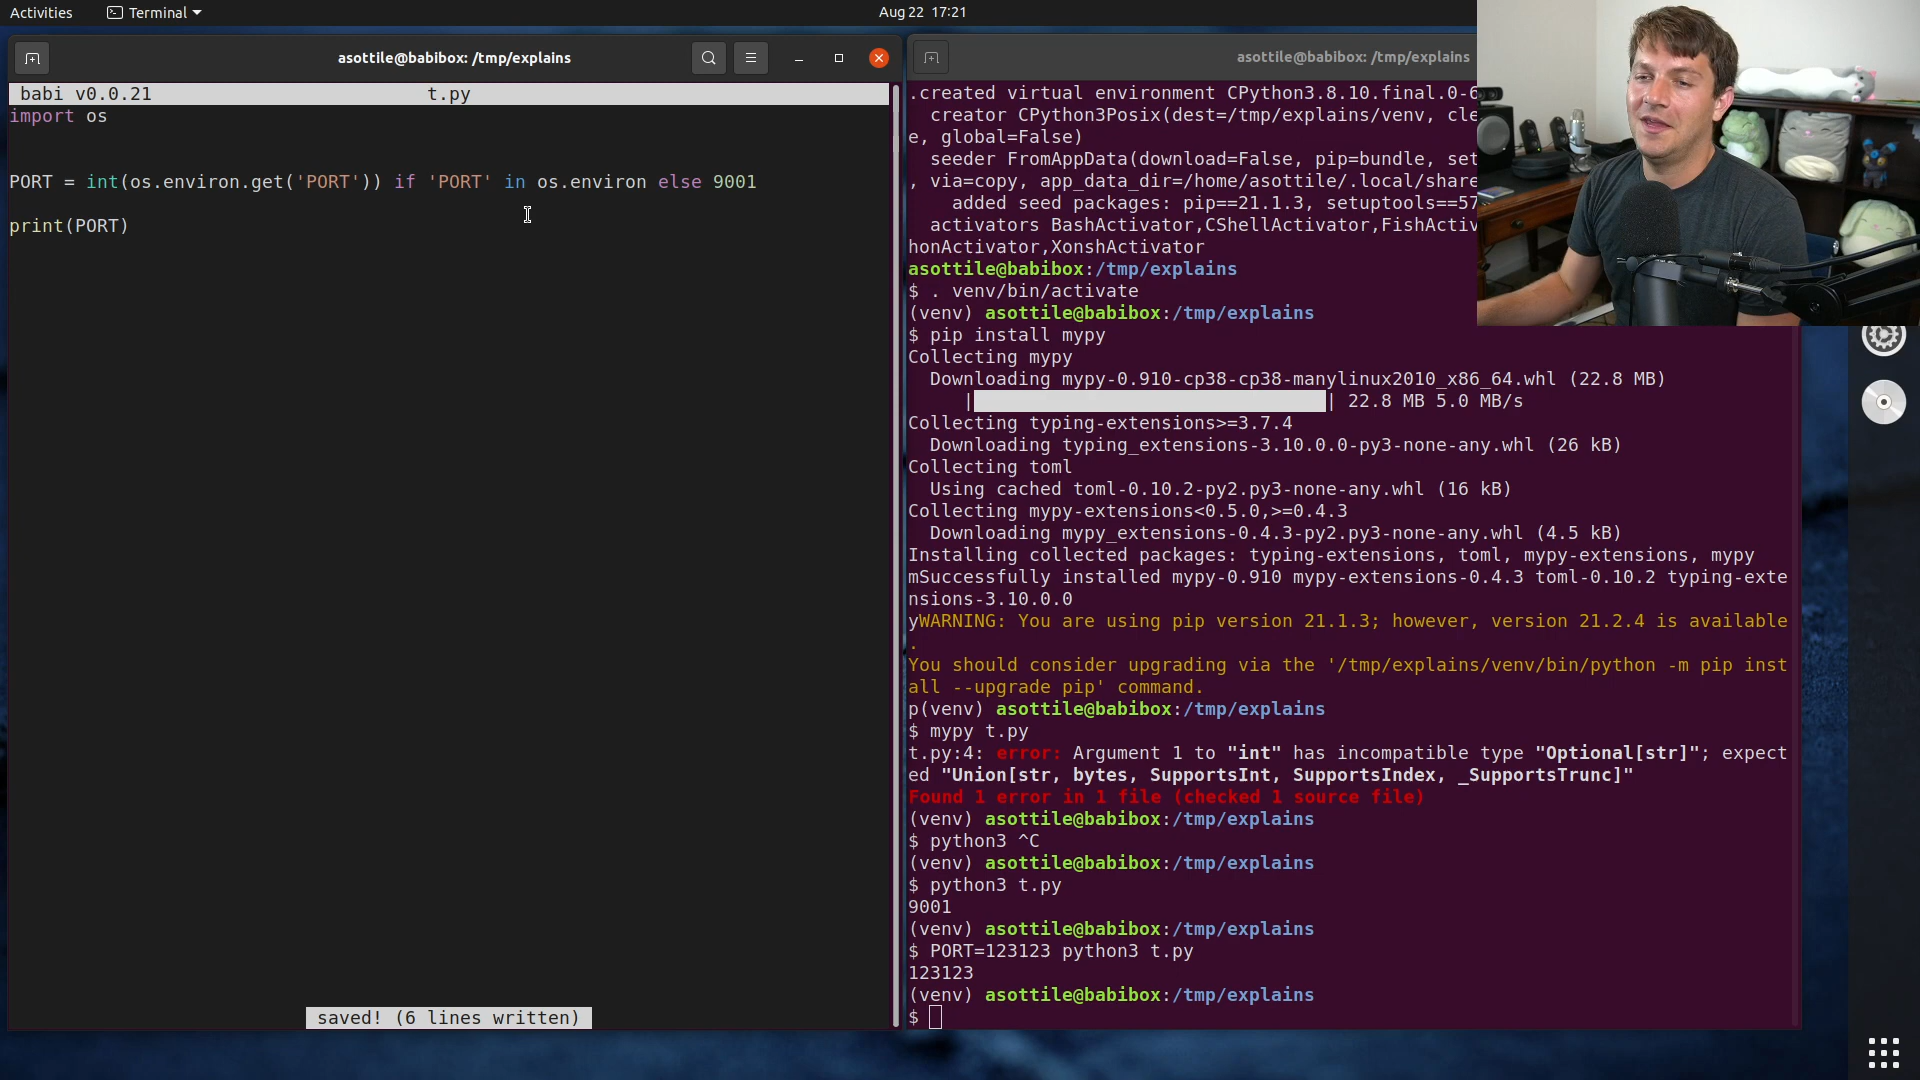 Activities
Terminal
Aug 22 17:21
asottile@babibox: /tmp/explains
babi v0.0.21
t.py
import os
PORT = int(os.environ.get('PORT')) if 'PORT' in os.environ else 9001
print(PORT)
saved! (6 lines written)
asottile@babibox: /tmp/explains
.created virtual environment CPython3.8.10.final.0-6
creator CPython3Posix(dest=/tmp/explains/venv, cle
e, global=False)
seeder FromAppData(download=False, pip=bundle, set
, via=copy, app_data_dir=/home/asottile/.local/share
added seed packages: pip==21.1.3, setuptools==57
activators BashActivator,CShellActivator,FishActiv
honActivator,XonshActivator
asottile@babibox:/tmp/explains
$ . venv/bin/activate
(venv) asottile@babibox:/tmp/explains
$ pip install mypy
Collecting mypy
Downloading mypy-0.910-cp38-cp38-manylinux2010_x86_64.whl (22.8 MB)
| | 22.8 MB 5.0 MB/s
Collecting typing-extensions>=3.7.4
Downloading typing_extensions-3.10.0.0-py3-none-any.whl (26 kB)
Collecting toml
Using cached toml-0.10.2-py2.py3-none-any.whl (16 kB)
Collecting mypy-extensions<0.5.0,>=0.4.3
Downloading mypy_extensions-0.4.3-py2.py3-none-any.whl (4.5 kB)
Installing collected packages: typing-extensions, toml, mypy-extensions, mypy
mSuccessfully installed mypy-0.910 mypy-extensions-0.4.3 toml-0.10.2 typing-exte
nsions-3.10.0.0
yWARNING: You are using pip version 21.1.3; however, version 21.2.4 is available
.
You should consider upgrading via the '/tmp/explains/venv/bin/python -m pip inst
all --upgrade pip' command.
p(venv) asottile@babibox:/tmp/explains
$ mypy t.py
t.py:4: error: Argument 1 to "int" has incompatible type "Optional[str]"; expect
ed "Union[str, bytes, SupportsInt, SupportsIndex, _SupportsTrunc]"
Found 1 error in 1 file (checked 1 source file)
(venv) asottile@babibox:/tmp/explains
$ python3 ^C
(venv) asottile@babibox:/tmp/explains
$ python3 t.py
9001
(venv) asottile@babibox:/tmp/explains
$ PORT=123123 python3 t.py
123123
(venv) asottile@babibox:/tmp/explains
$